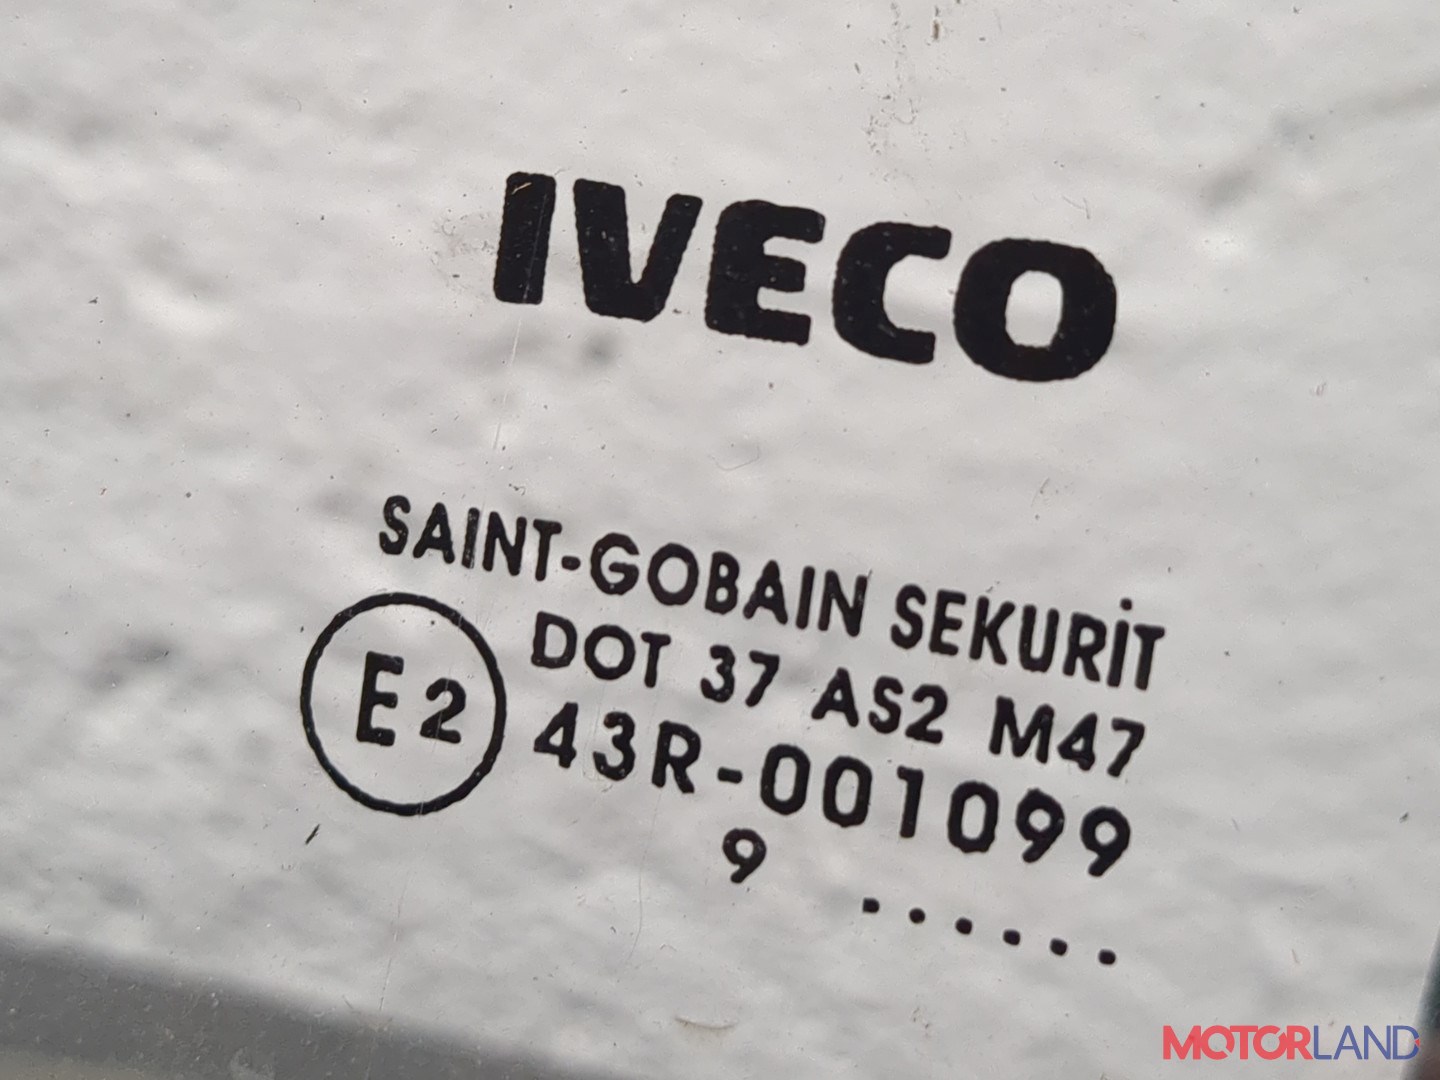 IVECO
SAINT-GOBAIN SEKURIT
DOT 37 AS2 M47
E2 43R-001099
9 ......
MOTORLAND